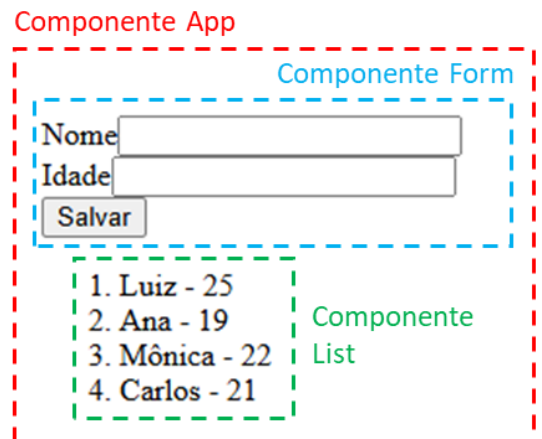 Componente App
Componente Form
Nome
Idade
Salvar
1. Luiz - 25
2. Ana - 19
3. Mônica - 22
4. Carlos - 21
Componente
List